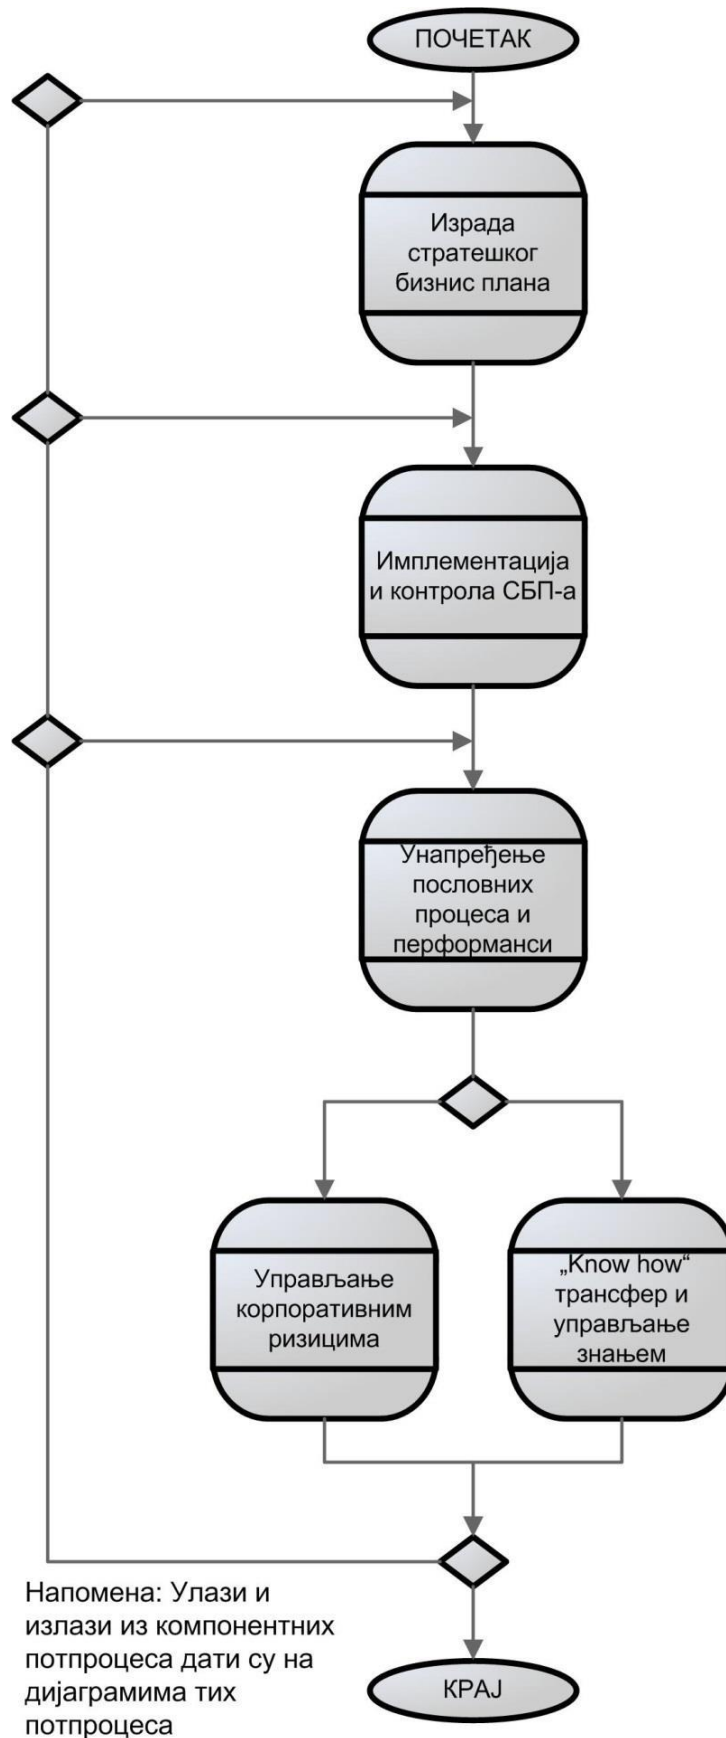 ПОЧЕТАК
Израда
стратешког
бизнис плана
Имплементација
и контрола СБП-а
Унапређење
пословних
процеса и
перформанси
Управљање
корпоративним
ризицима
„Know how“
трансфер и
управљање
знањем
Напомена: Улази и
излази из компонентних
потпроцеса дати су на
дијаграмима тих
потпроцеса
КРАЈ